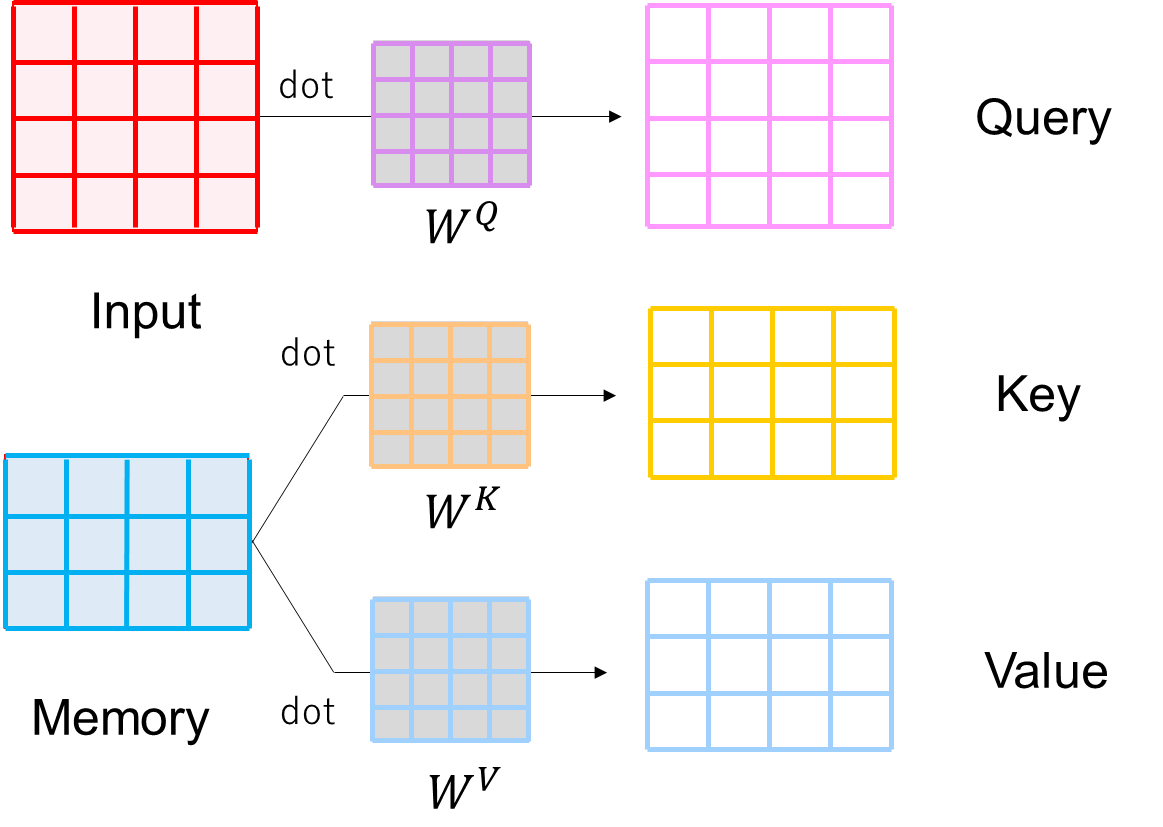 dot
Query
W^Q
Input
dot
Key
W^K
Memory
dot
Value
W^V